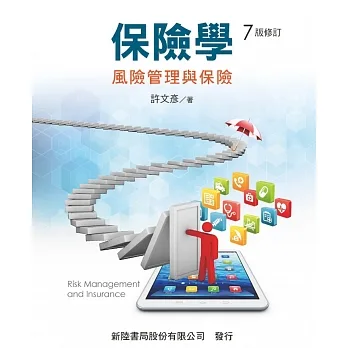 保險學 7版修訂
風險管理與保險
許文彥／著
Risk Management
and Insurance
新陸書局股份有限公司 發行